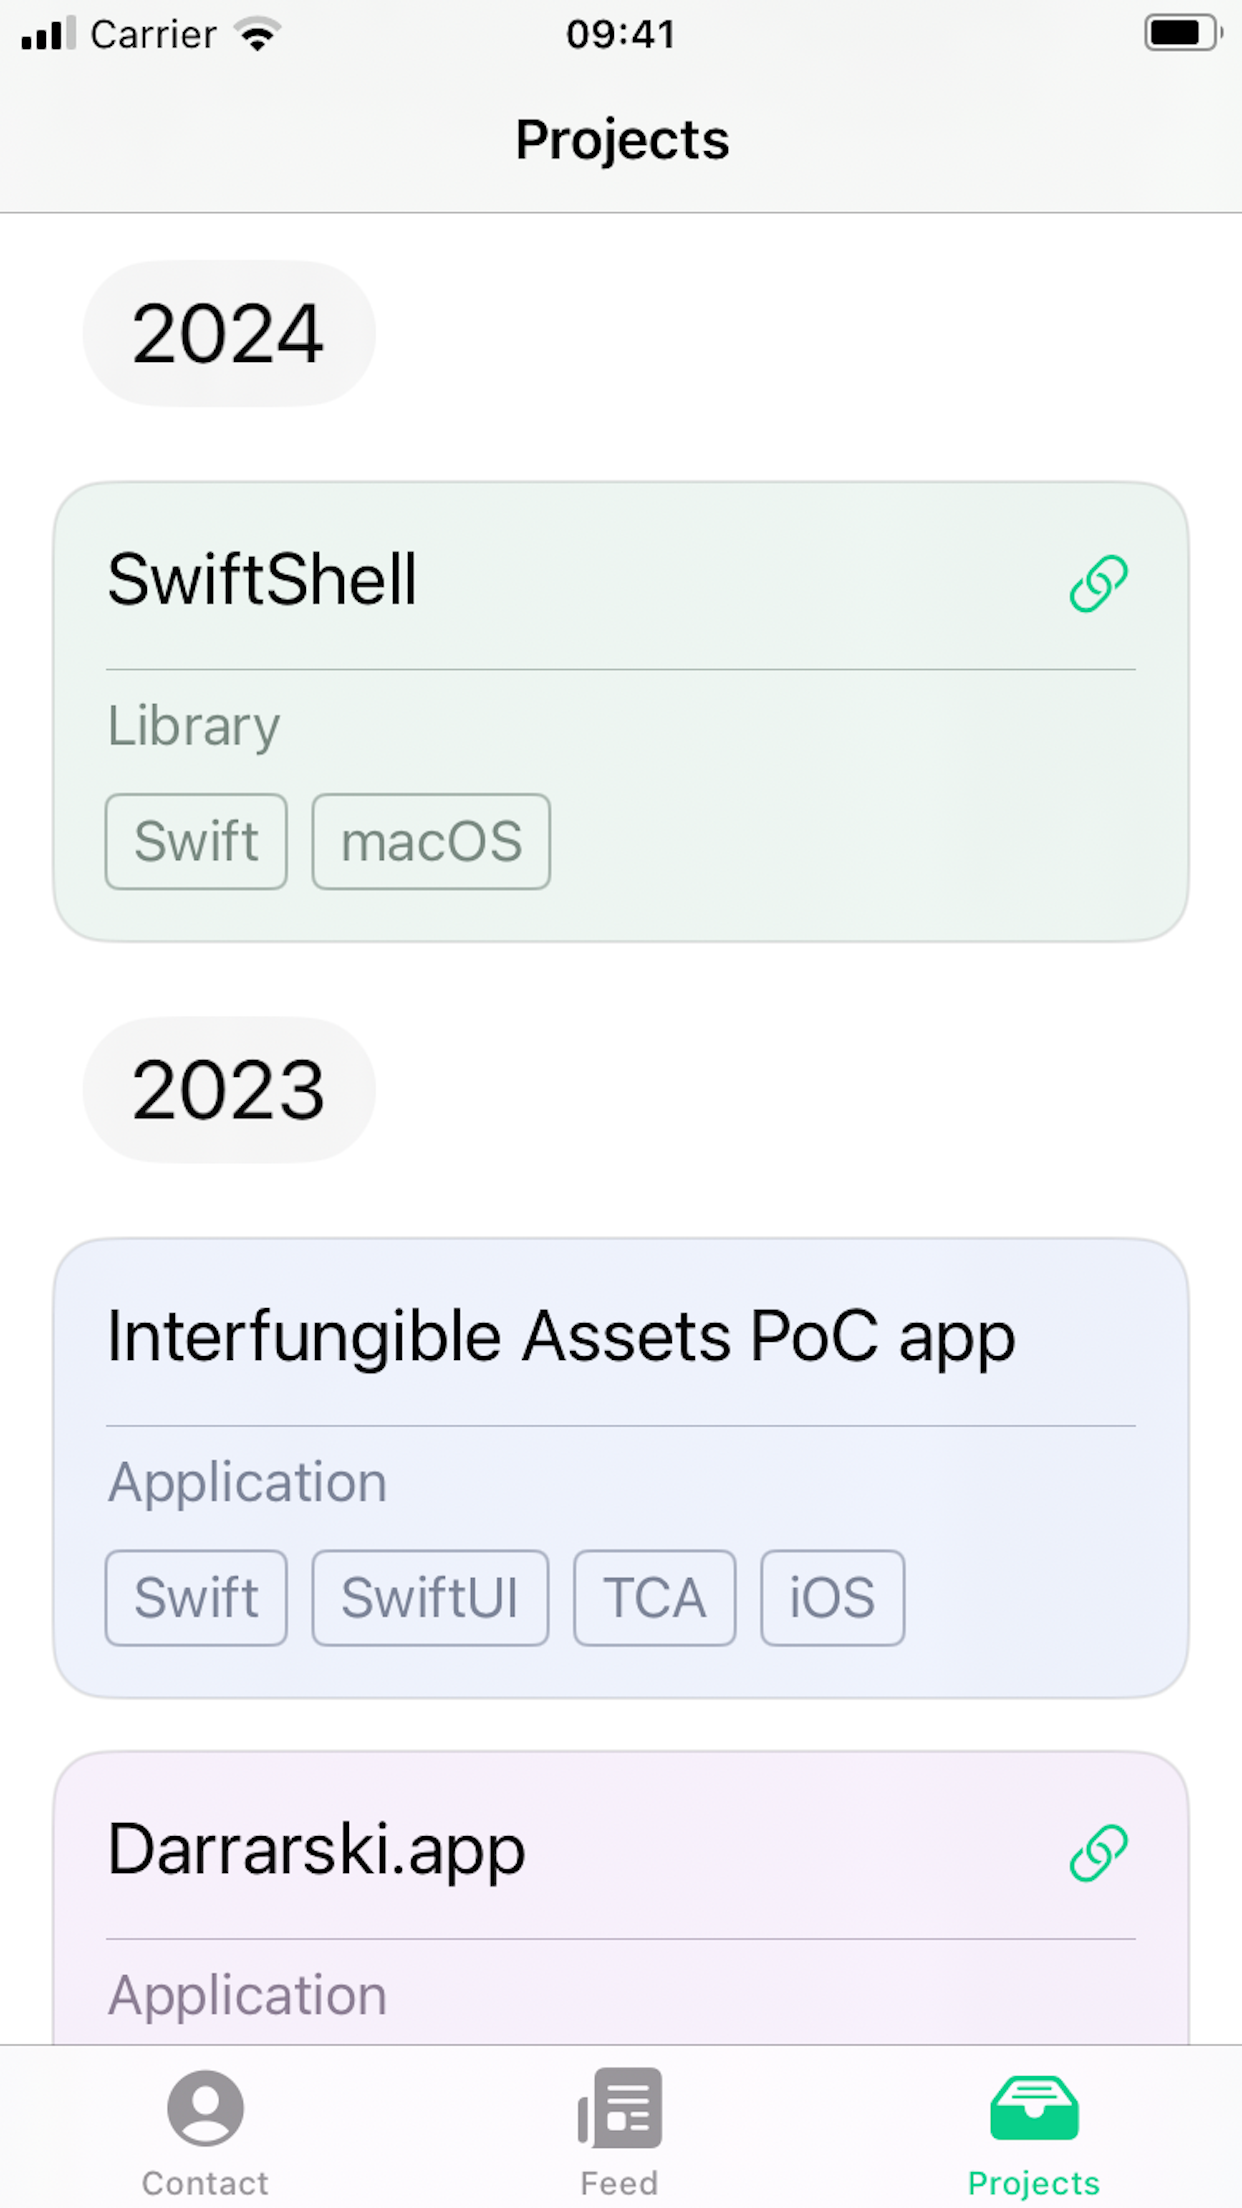 Carrier 09:41
Projects
2024
SwiftShell
Library
Swift macOS
2023
Interfungible Assets PoC app
Application
Swift SwiftUI TCA iOS
Darrarski.app
Application
Contact Feed Projects